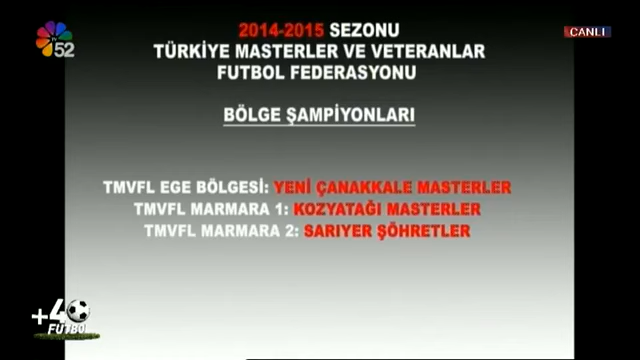 2014-2015 SEZONU
TÜRKİYE MASTERLER VE VETERANLAR
FUTBOL FEDERASYONU
BÖLGE ŞAMPİYONLARI
TMVFL EGE BÖLGESİ: YENİ ÇANAKKALE MASTERLER
TMVFL MARMARA 1: KOZYATAĞI MASTERLER
TMVFL MARMARA 2: SARIYER ŞÖHRETLER
52
CANLI
+40
FUTBOL